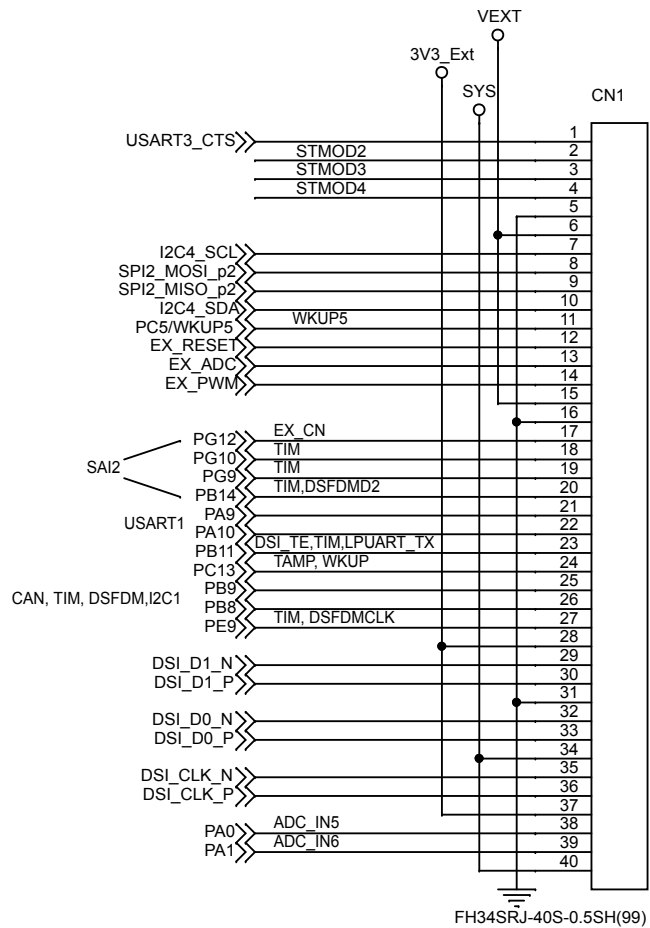 VEXT
3V3_Ext
SYS
CN1
USART3_CTS 1
STMOD2 2
STMOD3 3
STMOD4 4
5
6
I2C4_SCL 7
SPI2_MOSI_p2 8
SPI2_MISO_p2 9
I2C4_SDA 10
PC5/WKUP5 WKUP5 11
EX_RESET 12
EX_ADC 13
EX_PWM 14
15
16
PG12 EX_CN 17
PG10 TIM 18
SAI2
PG9 TIM 19
PB14 TIM,DSFDMD2 20
PA9 21
USART1
PA10 22
PB11 DSI_TE,TIM,LPUART_TX 23
PC13 TAMP, WKUP 24
PB9 25
CAN, TIM, DSFDM,I2C1
PB8 26
PE9 TIM, DSFDMCLK 27
28
DSI_D1_N 29
DSI_D1_P 30
31
DSI_D0_N 32
DSI_D0_P 33
34
DSI_CLK_N 35
DSI_CLK_P 36
37
PA0 ADC_IN5 38
PA1 ADC_IN6 39
40
FH34SRJ-40S-0.5SH(99)